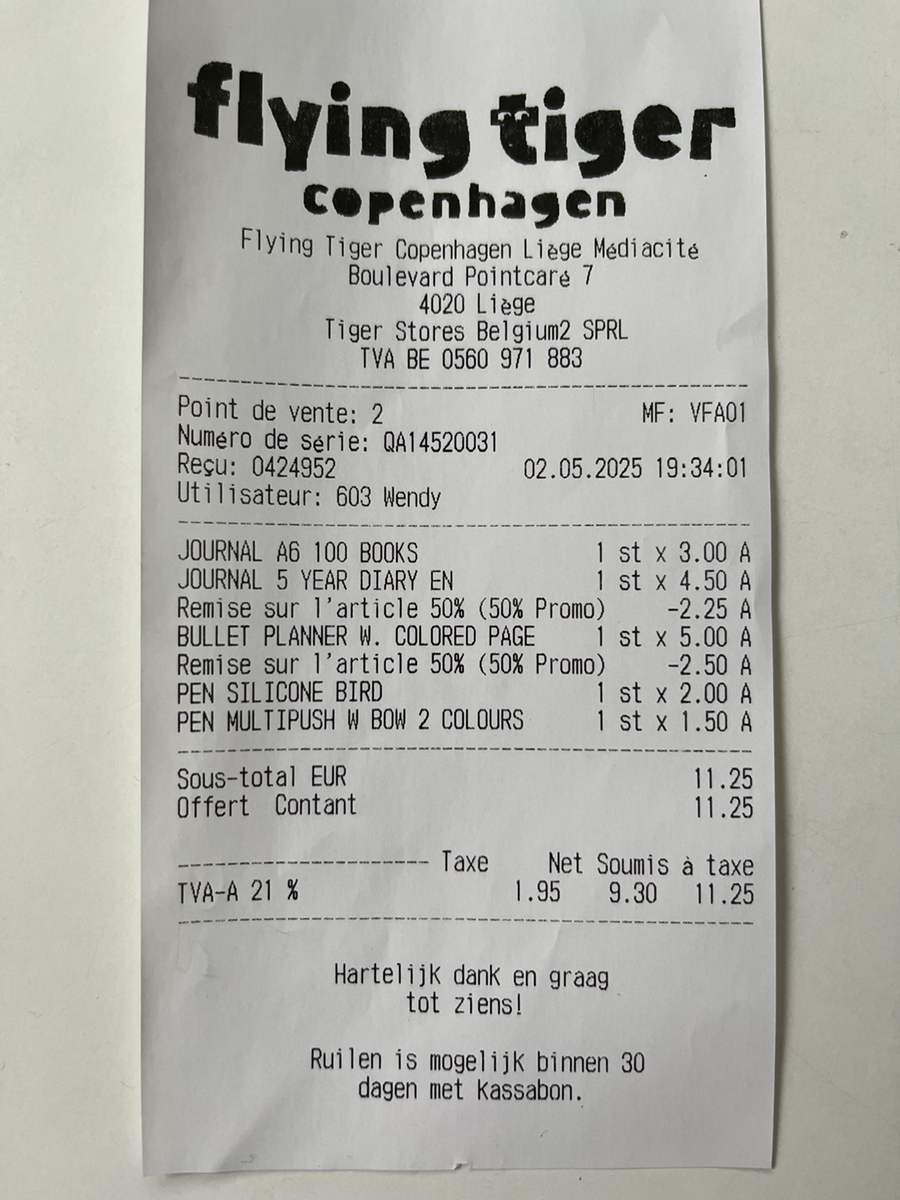 flying tiger
copenhagen
Flying Tiger Copenhagen Liège Médiacité
Boulevard Pointcaré 7
4020 Liège
Tiger Stores Belgium2 SPRL
TVA BE 0560 971 883
Point de vente: 2 MF: VFA01
Numéro de série: QA14520031
Reçu: 0424952 02.05.2025 19:34:01
Utilisateur: 603 Wendy
JOURNAL A6 100 BOOKS 1 st x 3.00 A
JOURNAL 5 YEAR DIARY EN 1 st x 4.50 A
Remise sur l'article 50% (50% Promo) -2.25 A
BULLET PLANNER W. COLORED PAGE 1 st x 5.00 A
Remise sur l'article 50% (50% Promo) -2.50 A
PEN SILICONE BIRD 1 st x 2.00 A
PEN MULTIPUSH W BOW 2 COLOURS 1 st x 1.50 A
Sous-total EUR 11.25
Offert Contant 11.25
Taxe Net Soumis à taxe
TVA-A 21 % 1.95 9.30 11.25
Hartelijk dank en graag
tot ziens!
Ruilen is mogelijk binnen 30
dagen met kassabon.